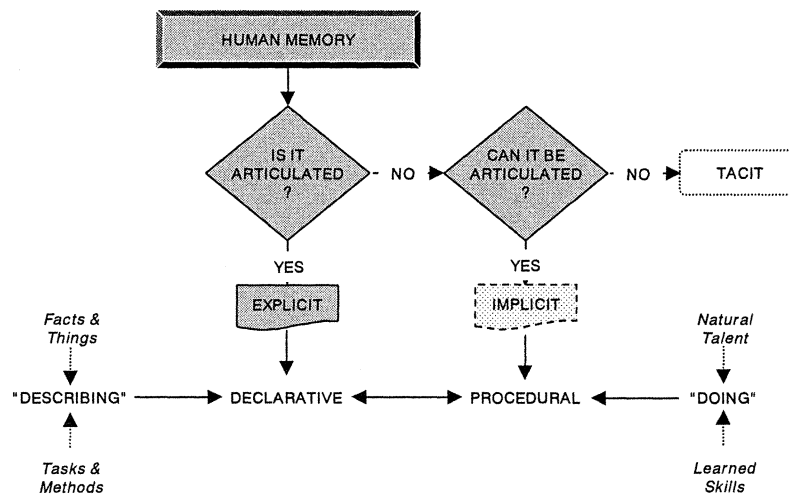 HUMAN MEMORY
IS IT
ARTICULATED
?
NO
CAN IT BE
ARTICULATED
?
NO
TACIT
YES
YES
EXPLICIT
IMPLICIT
Facts &
Things
Natural
Talent
"DESCRIBING"
DECLARATIVE
PROCEDURAL
"DOING"
Tasks &
Methods
Learned
Skills